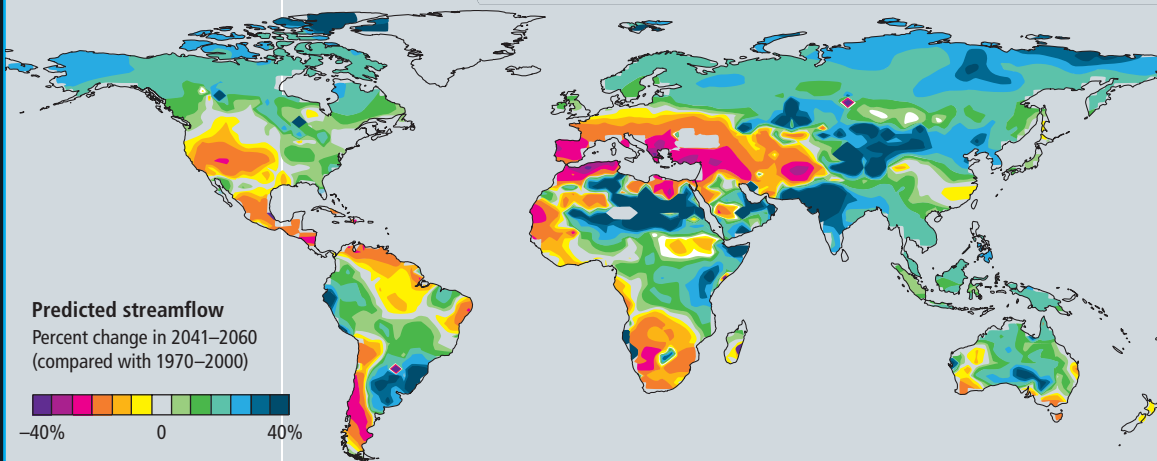 Predicted streamflow
Percent change in 2041–2060
(compared with 1970–2000)
–40% 0 40%